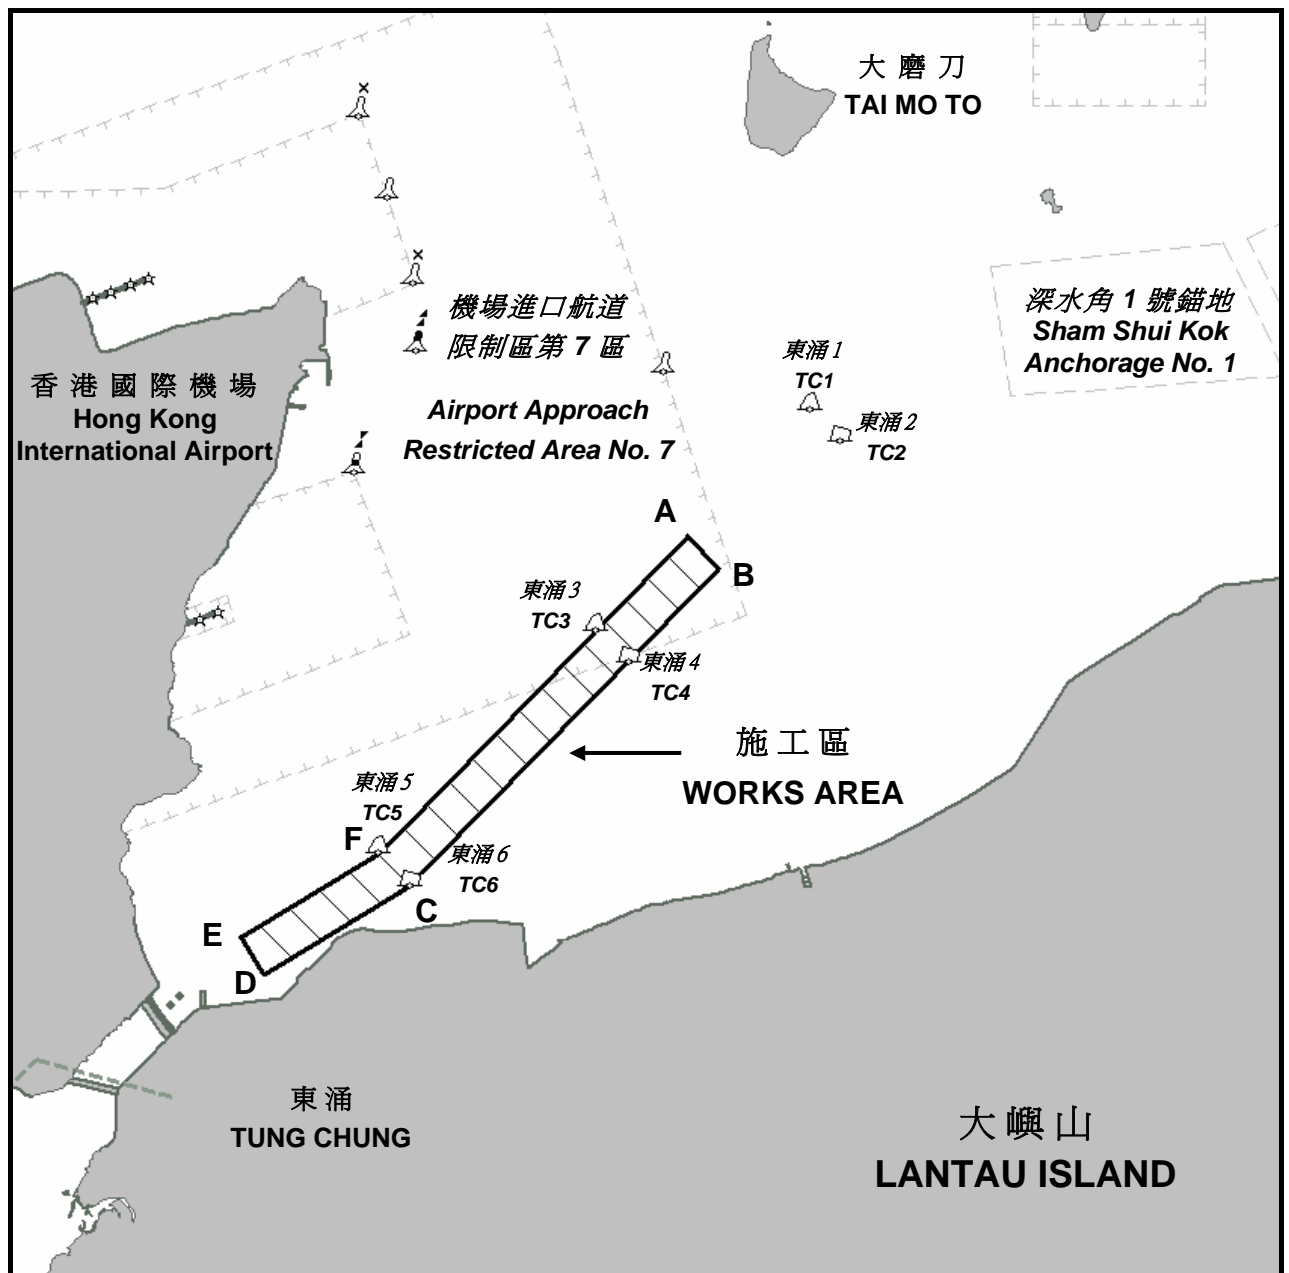 大磨刀
TAI MO TO
機場進口航道
限制區第 7 區
Airport Approach
Restricted Area No. 7
深水角 1 號錨地
Sham Shui Kok
Anchorage No. 1
香港國際機場
Hong Kong
International Airport
東涌 1
TC1
東涌 2
TC2
A
B
東涌 3
TC3
東涌 4
TC4
施工區
WORKS AREA
東涌 5
TC5
F
東涌 6
TC6
C
E
D
東涌
TUNG CHUNG
大嶼山
LANTAU ISLAND